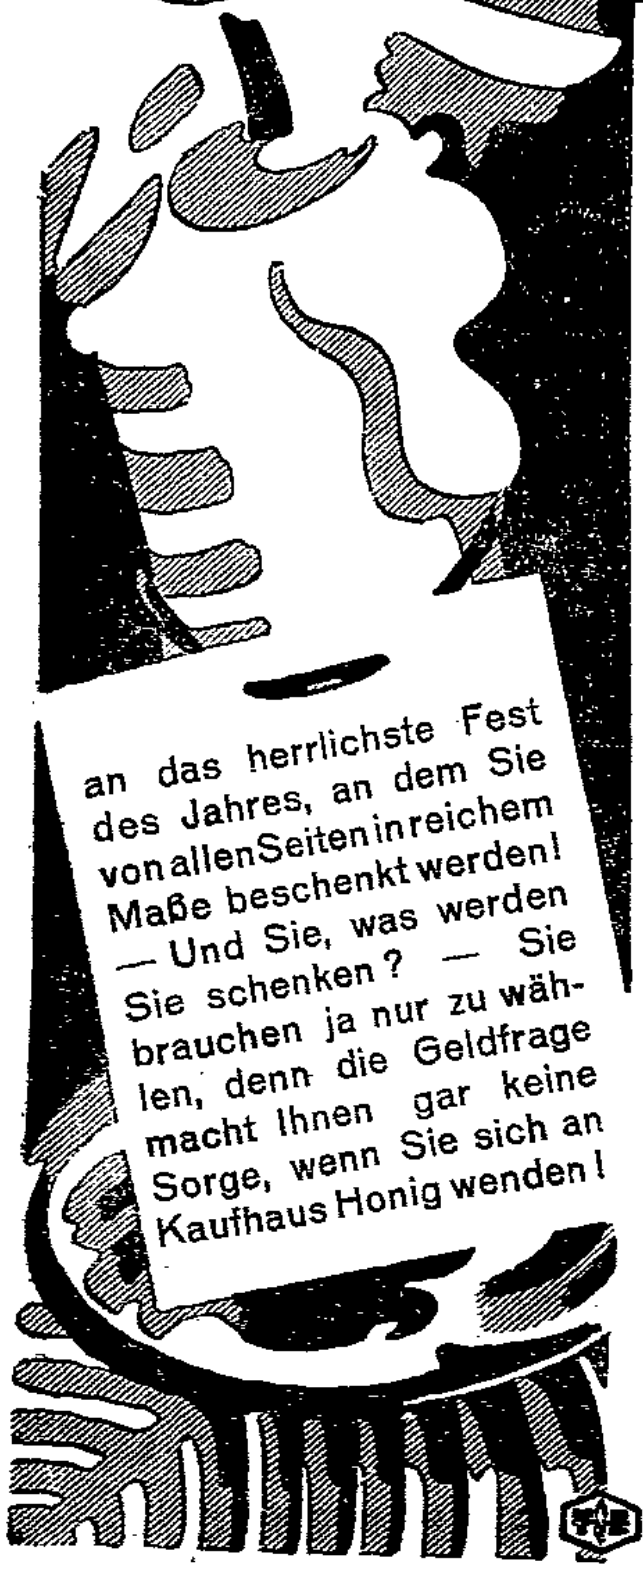 an das herrlichste Fest
des Jahres, an dem Sie
von allen Seiten in reichem
Maße beschenkt werden!
— Und Sie, was werden
Sie schenken? — Sie
brauchen ja nur zu wäh-
len, denn die Geldfrage
macht Ihnen gar keine
Sorge, wenn Sie sich an
Kaufhaus Honig wenden!